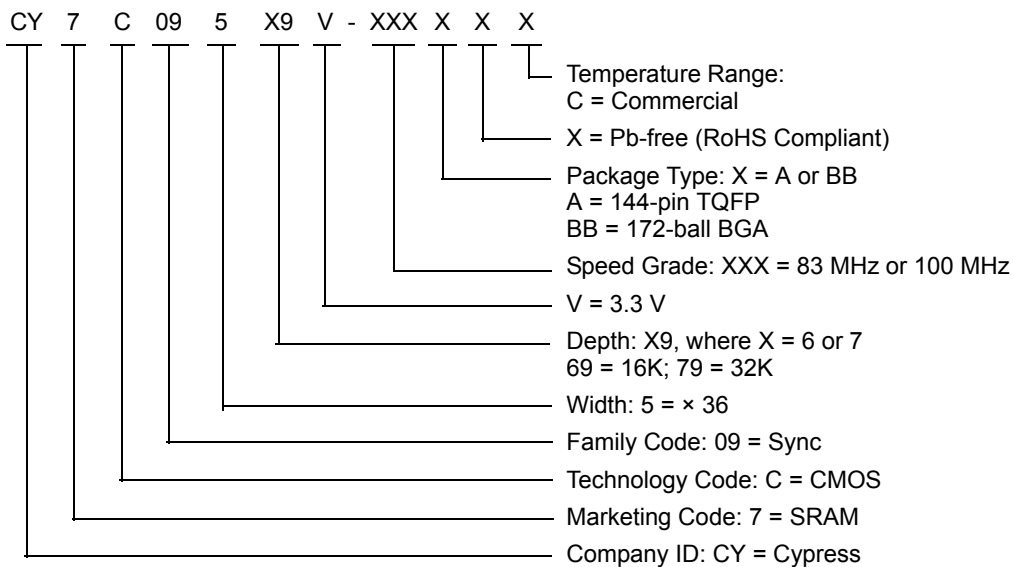 CY 7 C 09 5 X9 V - XXX X X X
Temperature Range:
C = Commercial
X = Pb-free (RoHS Compliant)
Package Type: X = A or BB
A = 144-pin TQFP
BB = 172-ball BGA
Speed Grade: XXX = 83 MHz or 100 MHz
V = 3.3 V
Depth: X9, where X = 6 or 7
69 = 16K; 79 = 32K
Width: 5 = × 36
Family Code: 09 = Sync
Technology Code: C = CMOS
Marketing Code: 7 = SRAM
Company ID: CY = Cypress